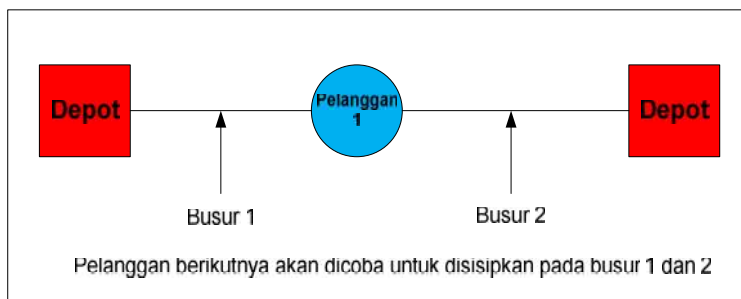 Depot
Pelanggan
1
Depot
Busur 1
Busur 2
Pelanggan berikutnya akan dicoba untuk disisipkan pada busur 1 dan 2